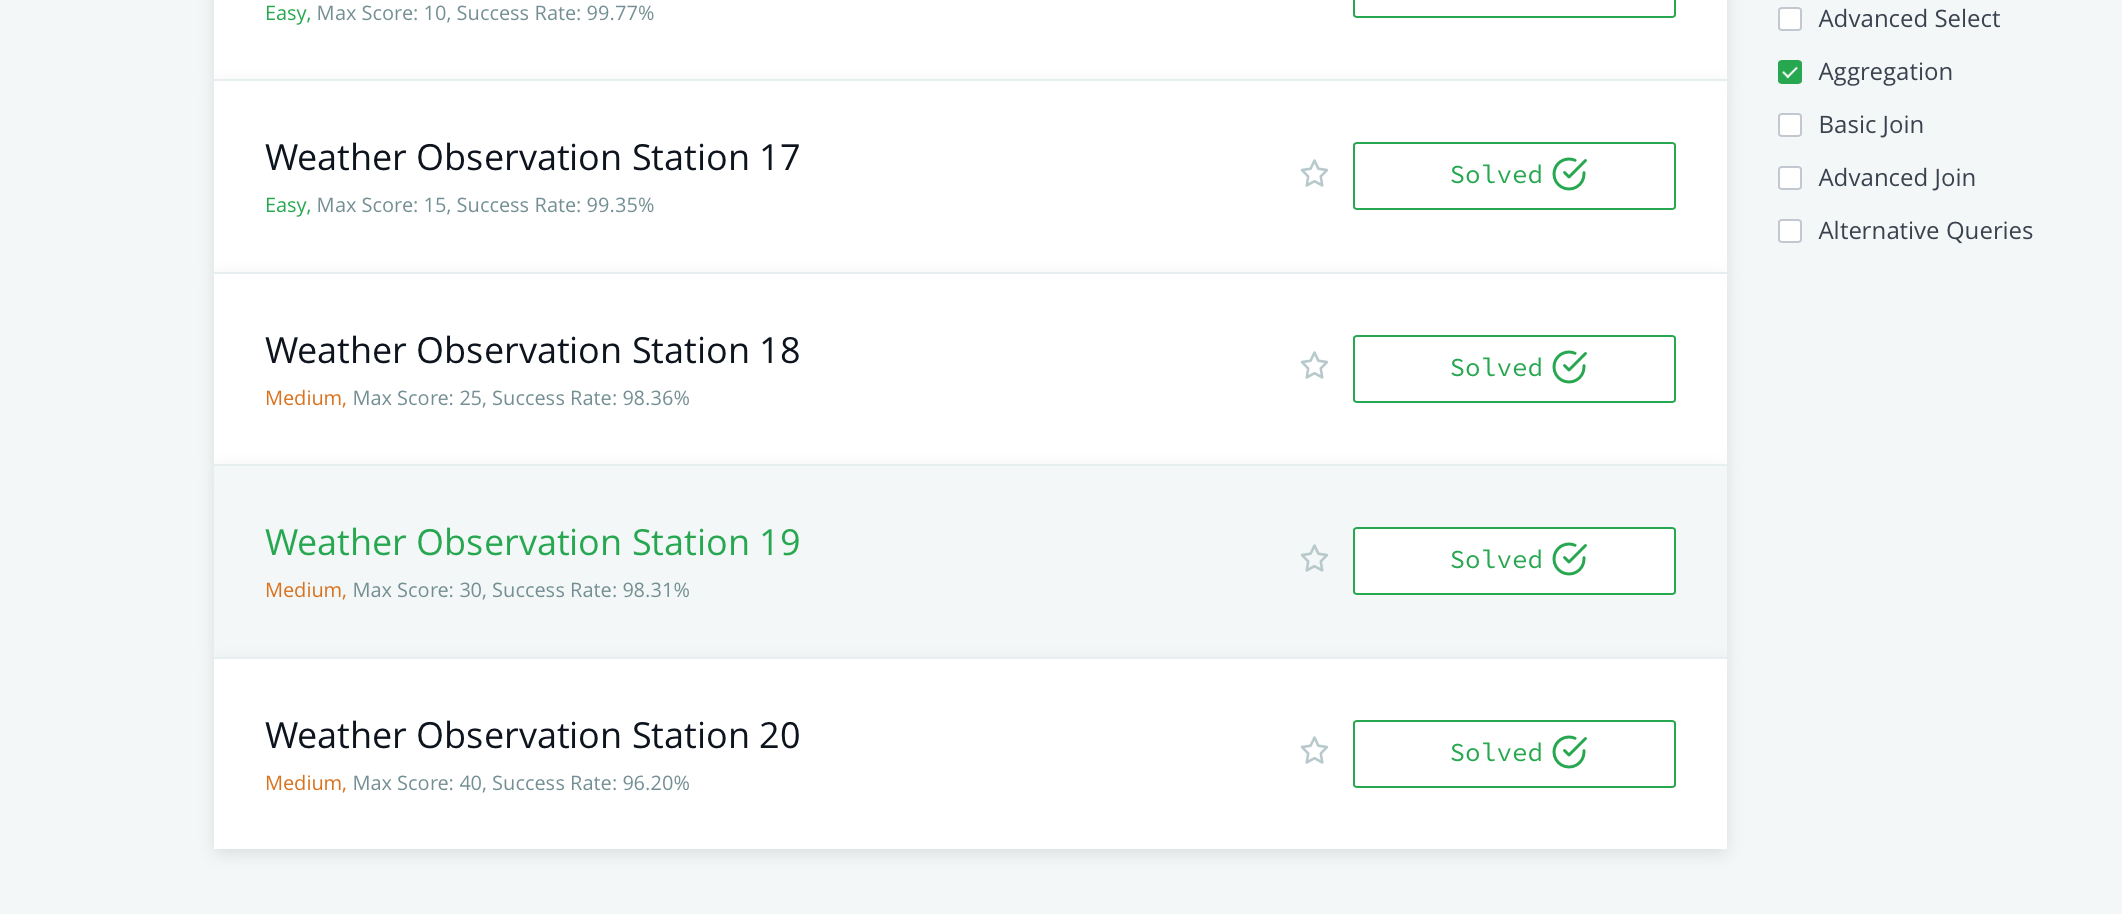 Easy, Max Score: 10, Success Rate: 99.77%
Weather Observation Station 17
Easy, Max Score: 15, Success Rate: 99.35%
Solved
Weather Observation Station 18
Medium, Max Score: 25, Success Rate: 98.36%
Solved
Weather Observation Station 19
Medium, Max Score: 30, Success Rate: 98.31%
Solved
Weather Observation Station 20
Medium, Max Score: 40, Success Rate: 96.20%
Solved
Advanced Select
Aggregation
Basic Join
Advanced Join
Alternative Queries